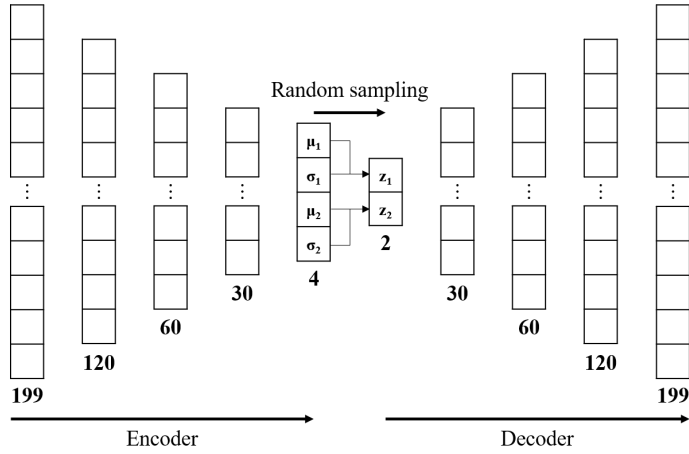 Random sampling
μ₁
σ₁
μ₂
σ₂
z₁
z₂
⋮ ⋮ ⋮ ⋮ ⋮ ⋮ ⋮ ⋮
2
4
30
30
60
60
120
120
199
199
Encoder
Decoder